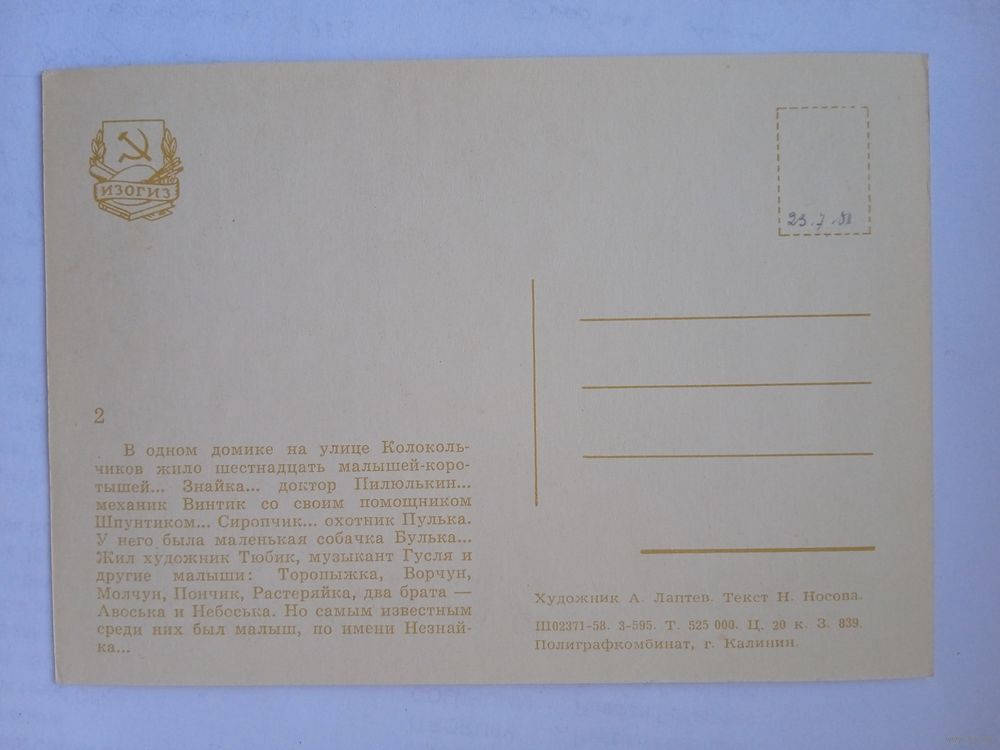 ИЗОГИЗ
2
В одном домике на улице Колоколь-
чиков жило шестнадцать малышей-коро-
тышей... Знайка... доктор Пилюлькин...
механик Винтик со своим помощником
Шпунтиком... Сиропчик... охотник Пулька.
У него была маленькая собачка Булька...
Жил художник Тюбик, музыкант Гусля и
другие малыши: Торопыжка, Ворчун,
Молчун, Пончик, Растеряйка, два брата —
Авоська и Небоська. Но самым известным
среди них был малыш, по имени Незнай-
ка...
23.7
Художник А. Лаптев. Текст Н. Носова.
Ш02371-58. З-595. Т. 525 000. Ц. 20 к. З. 839.
Полиграфкомбинат, г. Калинин.